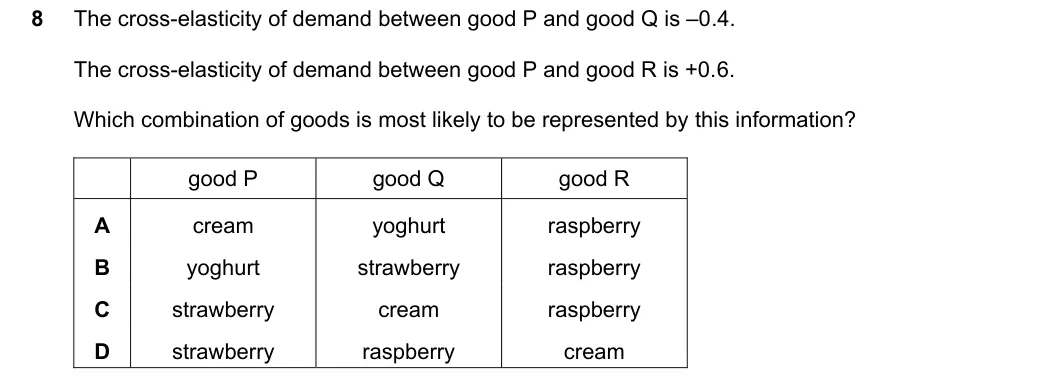 8 The cross-elasticity of demand between good P and good Q is –0.4.
The cross-elasticity of demand between good P and good R is +0.6.
Which combination of goods is most likely to be represented by this information?
good P good Q good R
A cream yoghurt raspberry
B yoghurt strawberry raspberry
C strawberry cream raspberry
D strawberry raspberry cream